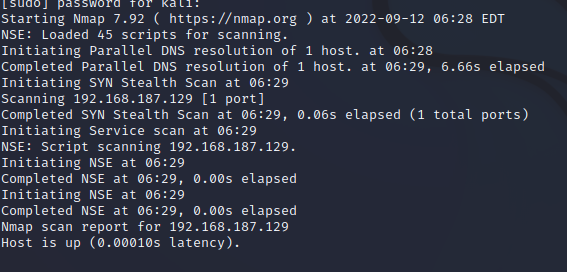 [sudo] password for kali:
Starting Nmap 7.92 ( https://nmap.org ) at 2022-09-12 06:28 EDT
NSE: Loaded 45 scripts for scanning.
Initiating Parallel DNS resolution of 1 host. at 06:28
Completed Parallel DNS resolution of 1 host. at 06:29, 6.66s elapsed
Initiating SYN Stealth Scan at 06:29
Scanning 192.168.187.129 [1 port]
Completed SYN Stealth Scan at 06:29, 0.06s elapsed (1 total ports)
Initiating Service scan at 06:29
NSE: Script scanning 192.168.187.129.
Initiating NSE at 06:29
Completed NSE at 06:29, 0.00s elapsed
Initiating NSE at 06:29
Completed NSE at 06:29, 0.00s elapsed
Nmap scan report for 192.168.187.129
Host is up (0.00010s latency).